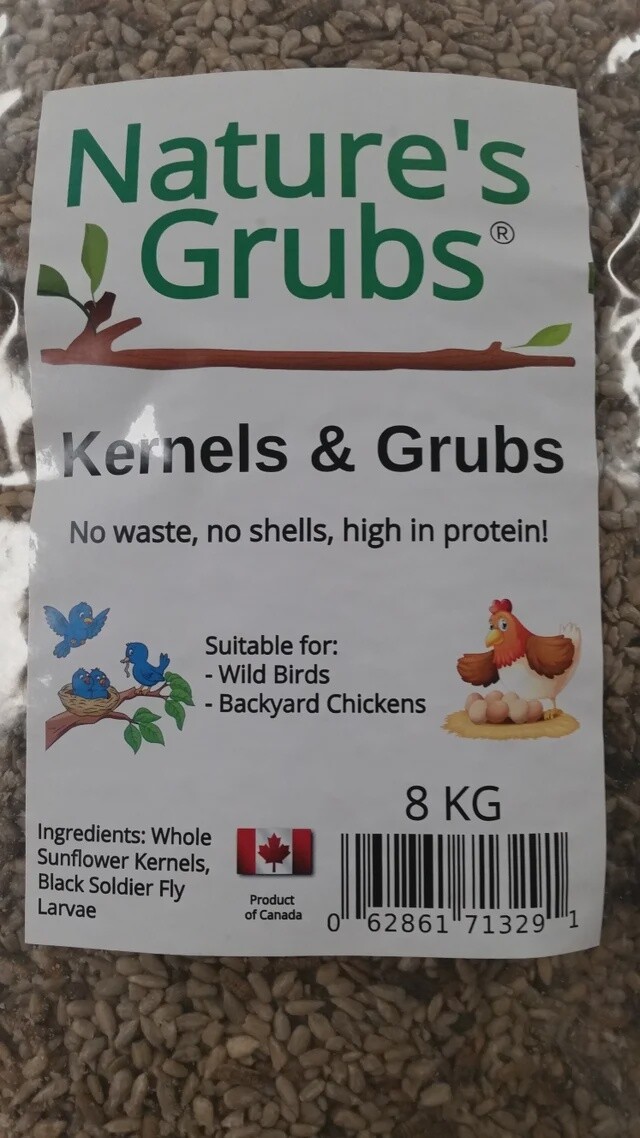 Nature's
Grubs®
Kernels & Grubs
No waste, no shells, high in protein!
Suitable for:
- Wild Birds
- Backyard Chickens
8 KG
Ingredients: Whole
Sunflower Kernels,
Black Soldier Fly
Larvae
Product
of Canada
0 62861 71329 1